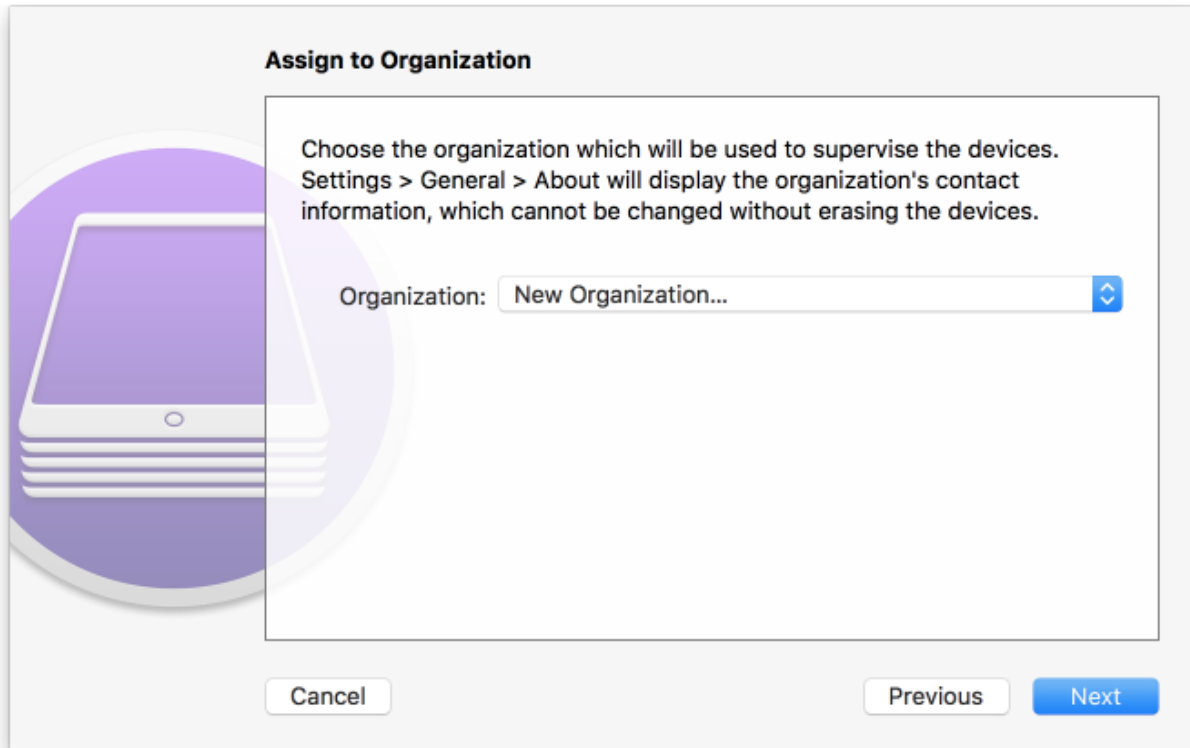 Assign to Organization
Choose the organization which will be used to supervise the devices.
Settings > General > About will display the organization's contact
information, which cannot be changed without erasing the devices.
Organization: New Organization...
Cancel Previous Next